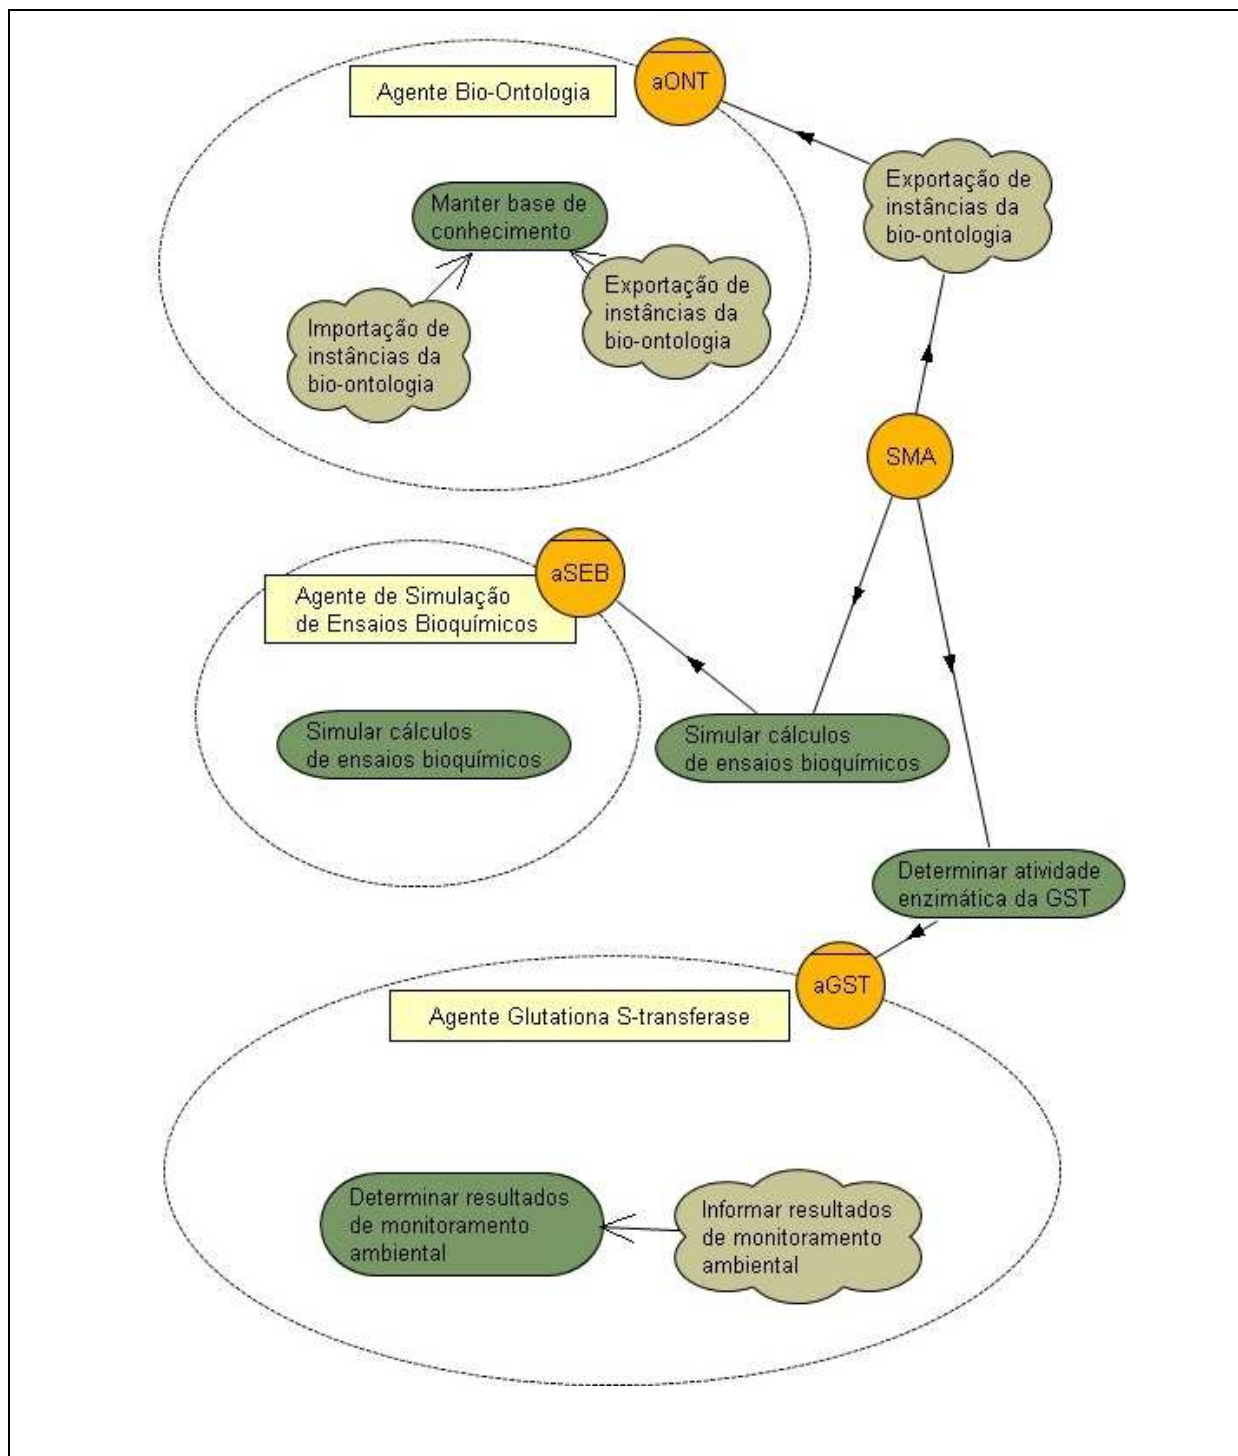 aONT
Agente Bio-Ontologia
Exportação de
instâncias da
bio-ontologia
Manter base de
conhecimento
Exportação de
instâncias da
bio-ontologia
Importação de
instâncias da
bio-ontologia
SMA
aSEB
Agente de Simulação
de Ensaios Bioquímicos
Simular cálculos
de ensaios bioquímicos
Simular cálculos
de ensaios bioquímicos
Determinar atividade
enzimática da GST
aGST
Agente Glutationa S-transferase
Determinar resultados
de monitoramento
ambiental
Informar resultados
de monitoramento
ambiental